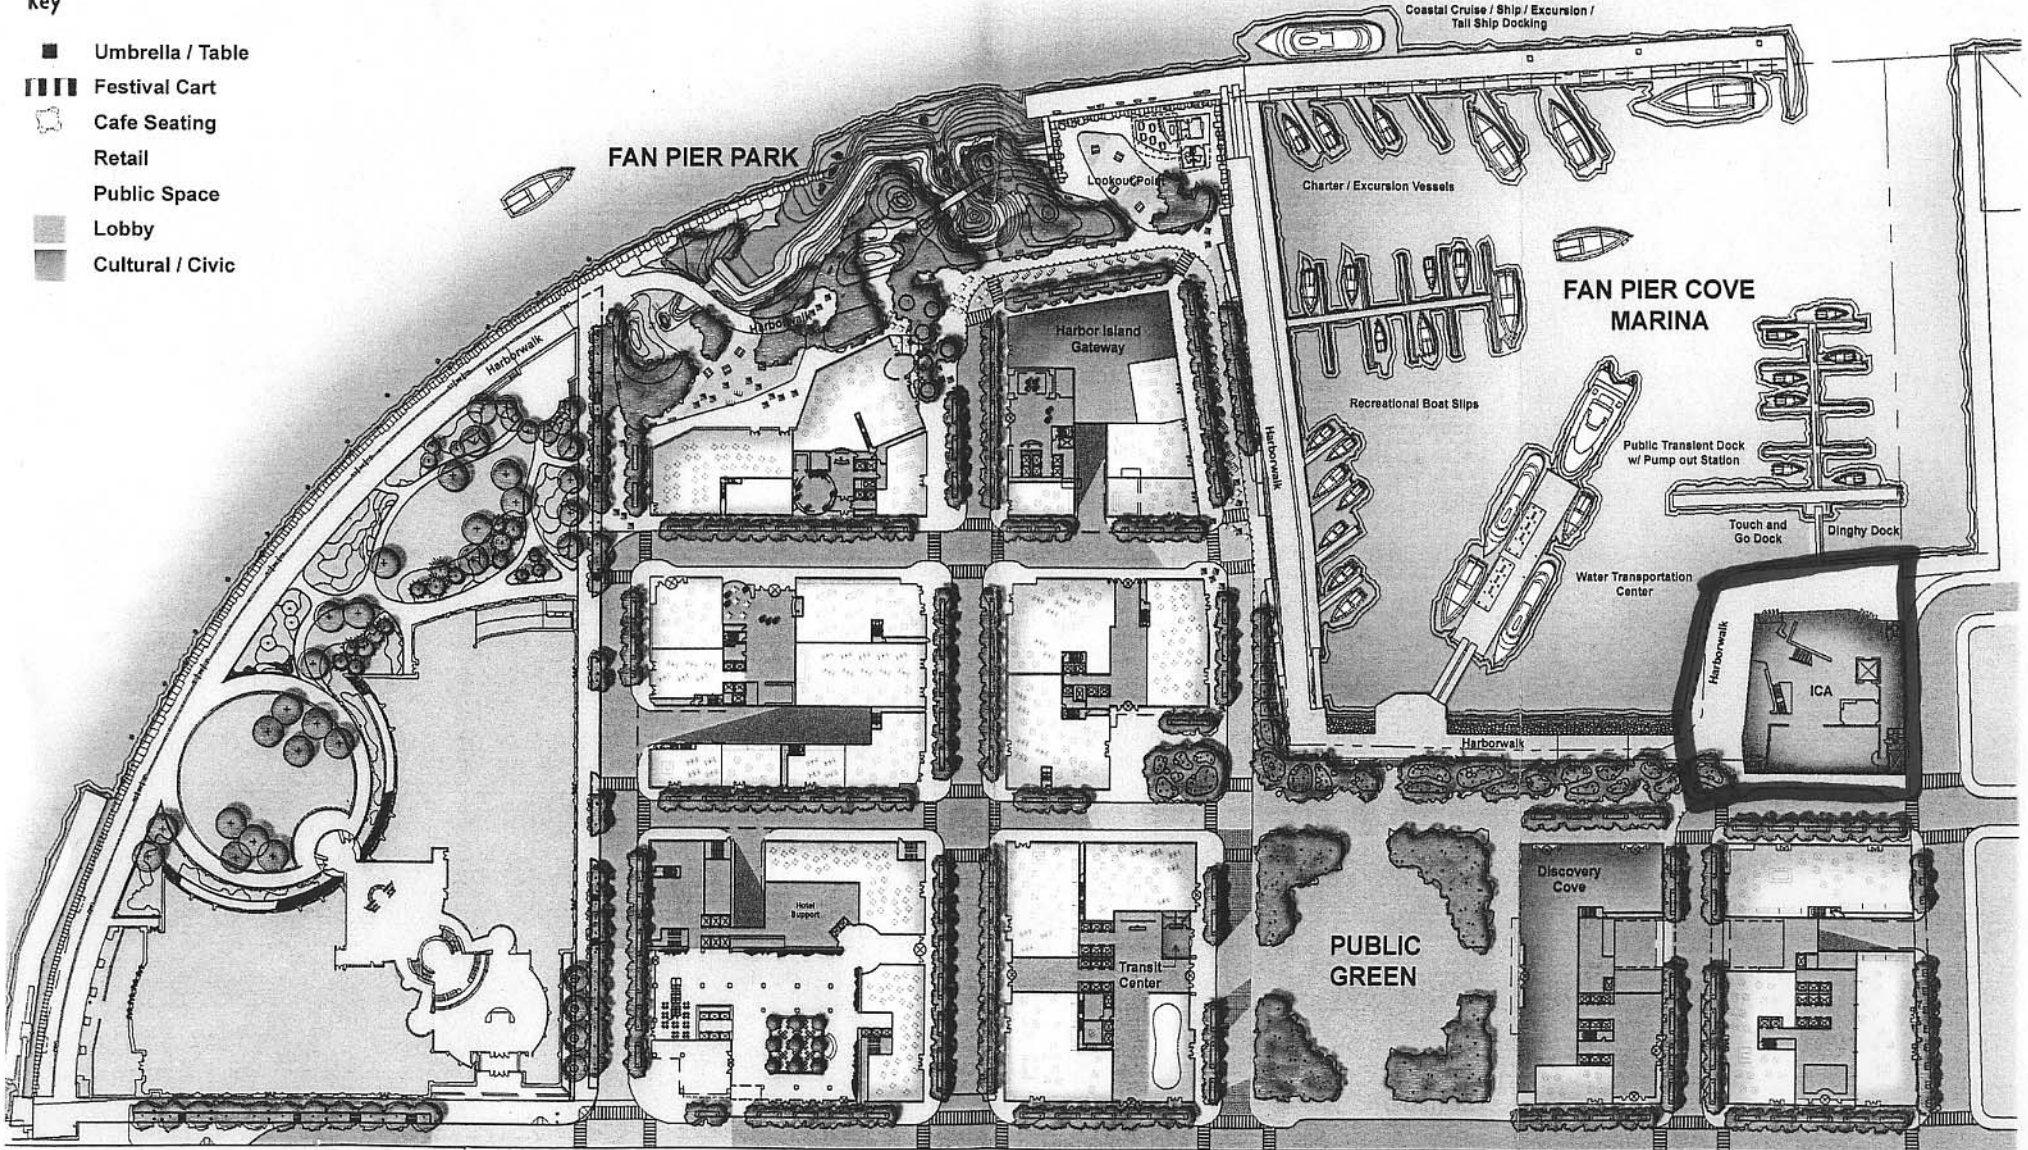 Key
Umbrella / Table
Festival Cart
Cafe Seating
Retail
Public Space
Lobby
Cultural / Civic
Coastal Cruise / Ship / Excursion /
Tall Ship Docking
FAN PIER PARK
Lookout Point
Charter / Excursion Vessels
FAN PIER COVE
MARINA
Harborwalk
Harborwalk
Harbor Island
Gateway
Recreational Boat Slips
Harborwalk
Public Transient Dock
w/ Pump out Station
Touch and
Go Dock
Dinghy Dock
Water Transportation
Center
Harborwalk
ICA
Harborwalk
Discovery
Cove
Hotel
Support
PUBLIC
GREEN
Transit
Center